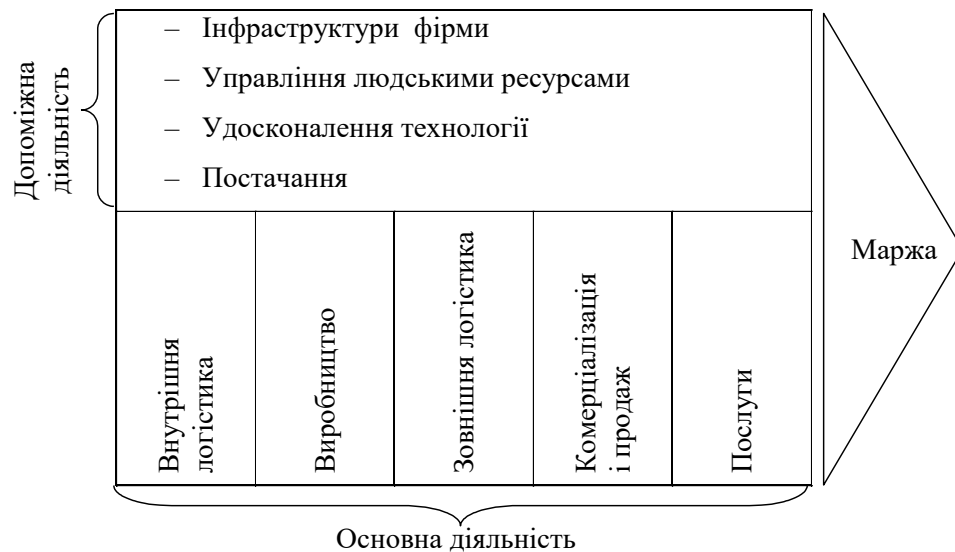 Допоміжна
діяльність
– Інфраструктури фірми
– Управління людськими ресурсами
– Удосконалення технології
– Постачання
Внутрішня
логістика
Виробництво
Зовнішня логістика
Комерціалізація
і продаж
Послуги
Маржа
Основна діяльність